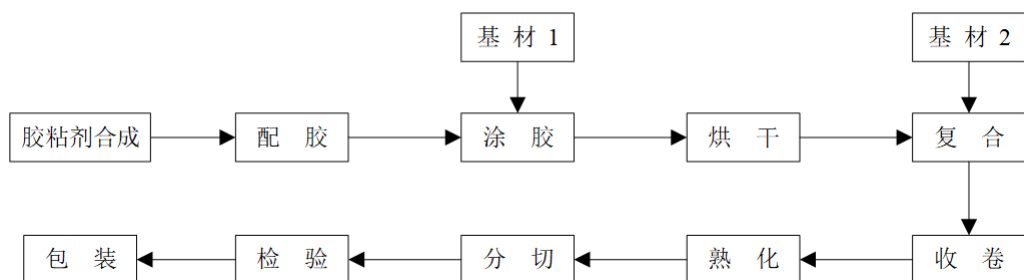 基 材 1
基 材 2
胶粘剂合成
配 胶
涂 胶
烘 干
复 合
包 装
检 验
分 切
熟 化
收 卷